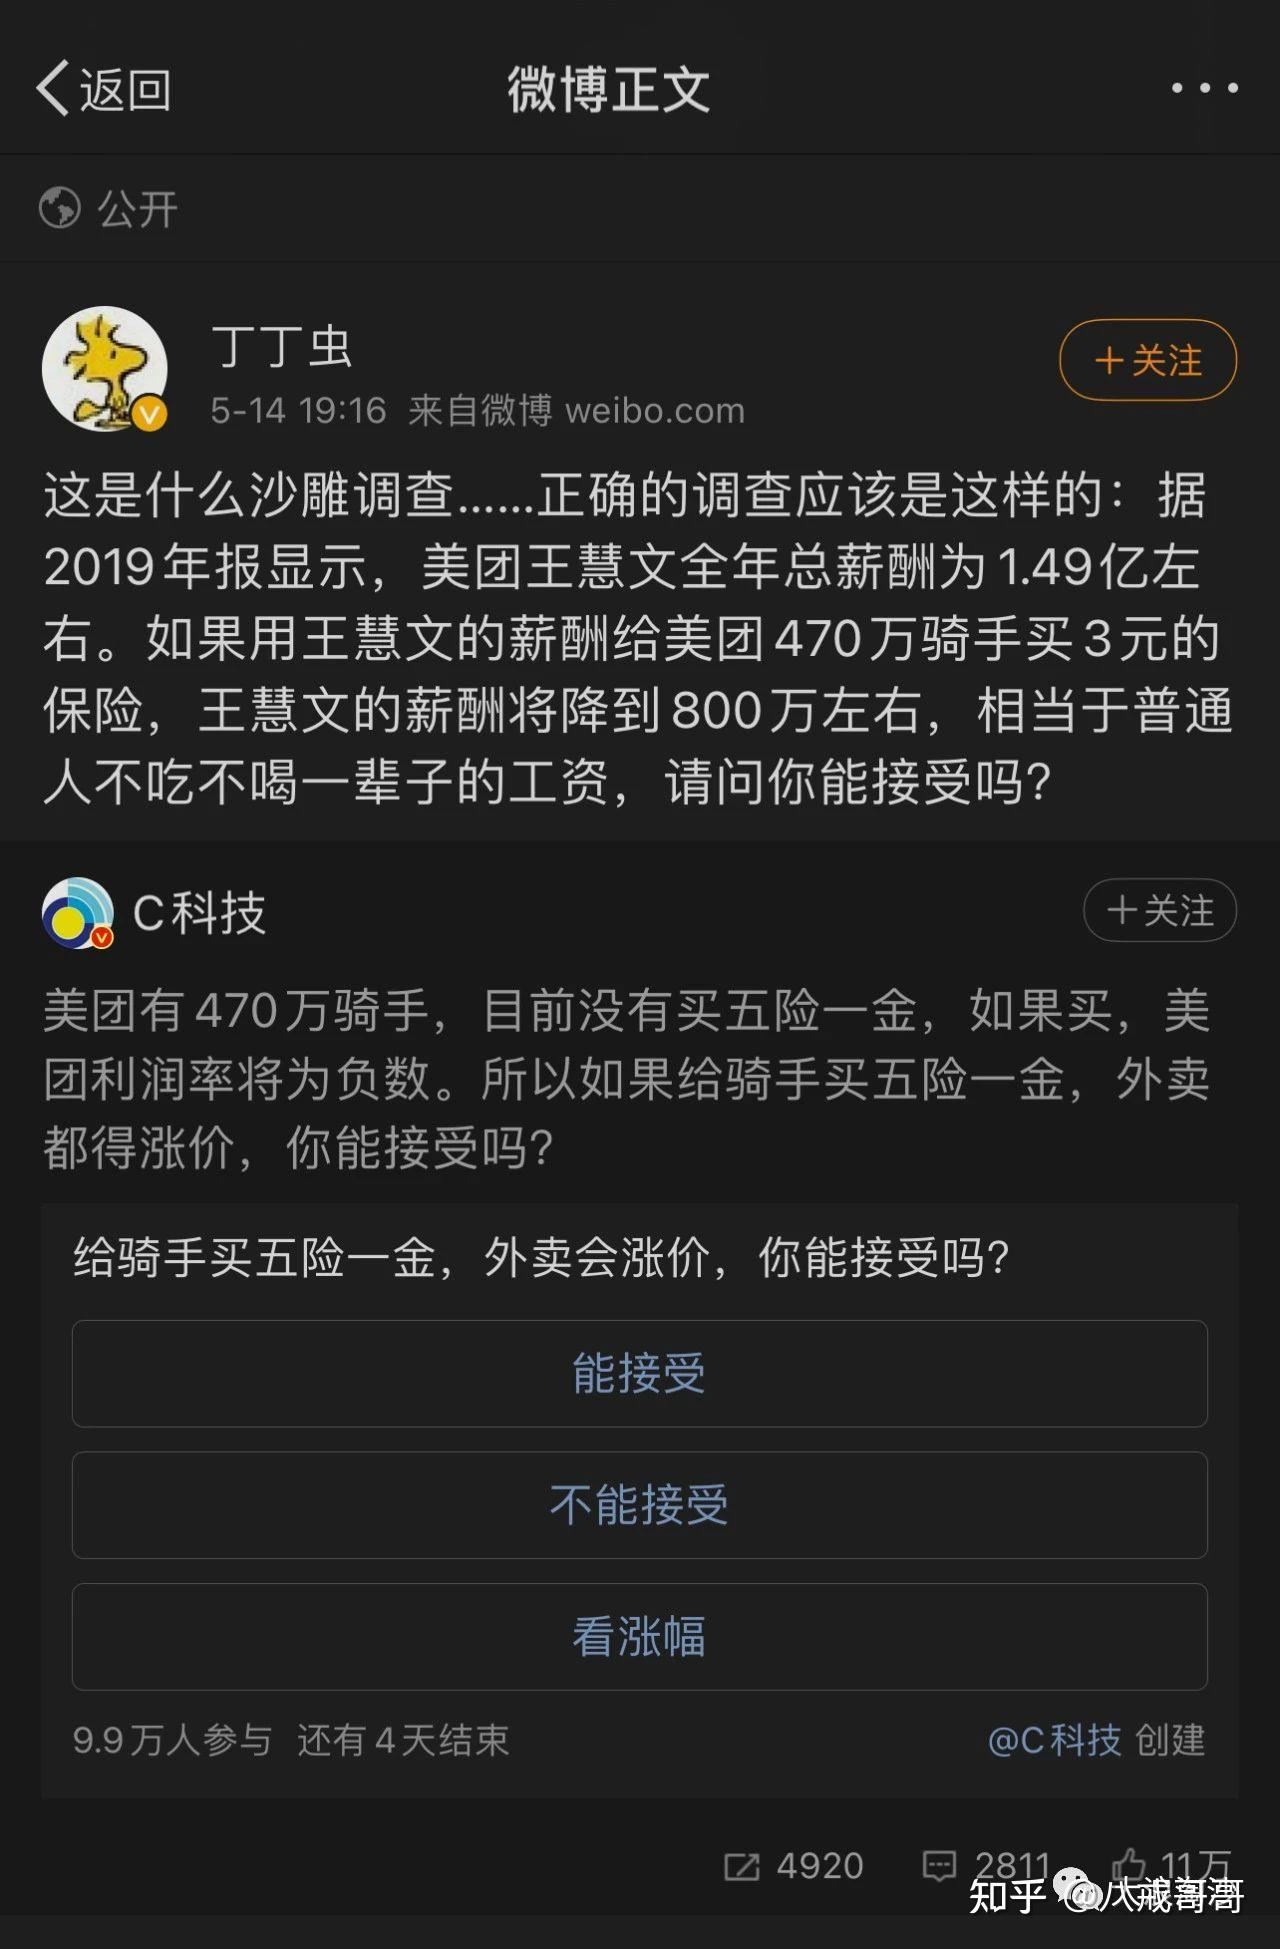 返回
微博正文
公开
丁丁虫
+关注
5-14 19:16 来自微博 weibo.com
这是什么沙雕调查……正确的调查应该是这样的：据
2019年报显示，美团王慧文全年总薪酬为1.49亿左
右。如果用王慧文的薪酬给美团470万骑手买3元的
保险，王慧文的薪酬将降到800万左右，相当于普通
人不吃不喝一辈子的工资，请问你能接受吗？
C科技
+关注
美团有470万骑手，目前没有买五险一金，如果买，美
团利润率将为负数。所以如果给骑手买五险一金，外卖
都得涨价，你能接受吗？
给骑手买五险一金，外卖会涨价，你能接受吗？
能接受
不能接受
看涨幅
9.9万人参与 还有4天结束
@C科技 创建
4920 2811 11万
知乎